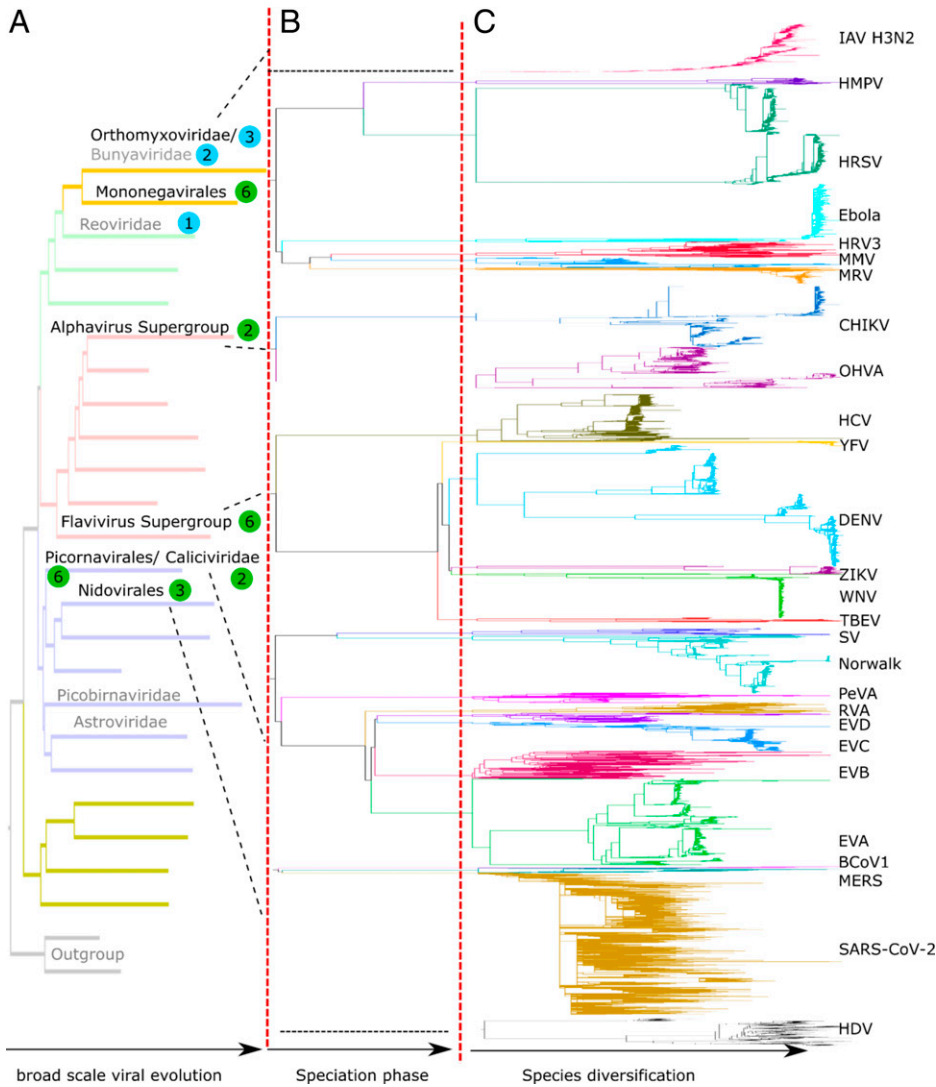 A
B
C
IAV H3N2
HMPV
Orthomyxoviridae/ 3
Bunyaviridae 2
HRSV
Mononegavirales 6
Ebola
Reoviridae 1
HRV3
MMV
MRV
Alphavirus Supergroup 2
CHIKV
OHVA
HCV
YFV
Flavivirus Supergroup 6
DENV
Picornavirales/ Caliciviridae
6
2
ZIKV
Nidovirales 3
WNV
TBEV
SV
Norwalk
Picobirnaviridae
PeVA
RVA
Astroviridae
EVD
EVC
EVB
EVA
BCoV1
MERS
Outgroup
SARS-CoV-2
HDV
broad scale viral evolution
Speciation phase
Species diversification